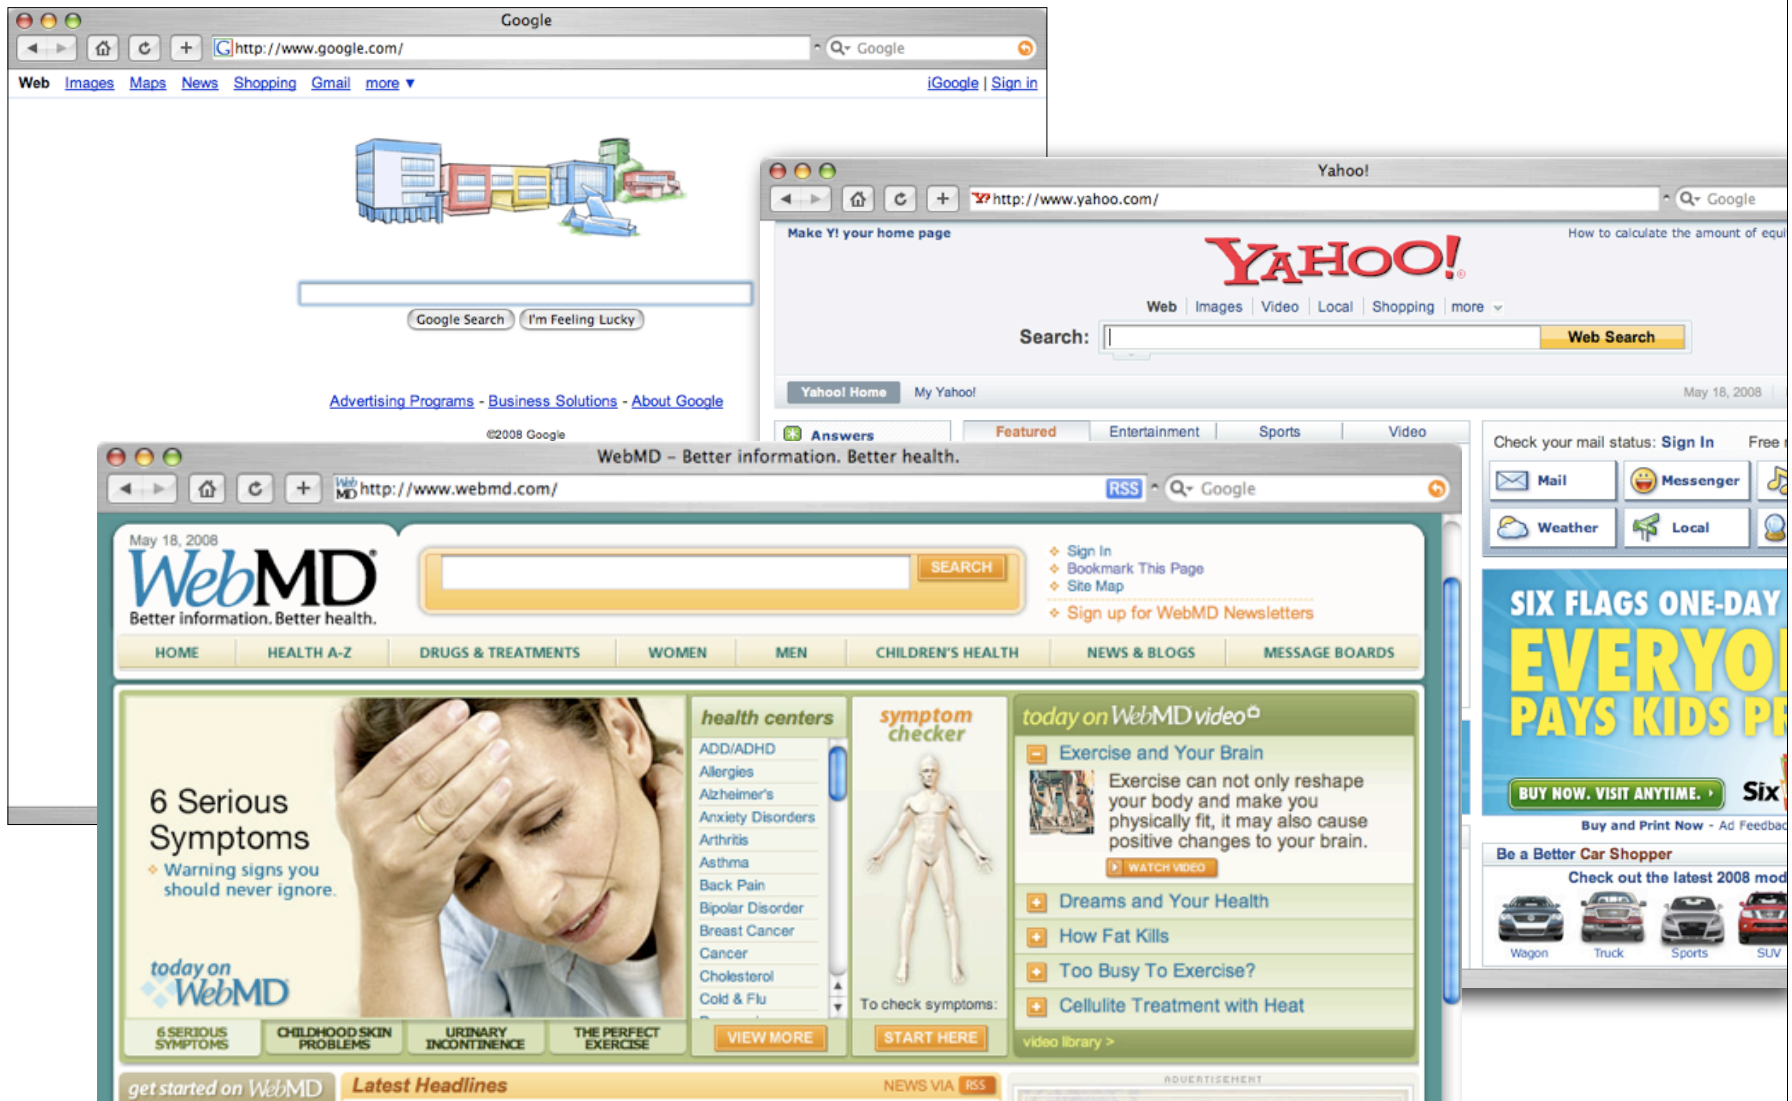 Google
http://www.google.com/
Google
Web Images Maps News Shopping Gmail more ▼
iGoogle | Sign in
Google Search
I'm Feeling Lucky
Advertising Programs - Business Solutions - About Google
©2008 Google
Yahoo!
http://www.yahoo.com/
Google
Make Y! your home page
How to calculate the amount of
YAHOO!
Web Images Video Local Shopping more
Search:
Web Search
Yahoo! Home My Yahoo!
May 18, 2008
Answers
Featured Entertainment Sports Video
Check your mail status: Sign In Free
Mail Messenger
Weather Local
SIX FLAGS ONE-DAY
PAYS KIDS
BUY NOW. VISIT ANYTIME.
Six
Buy and Print Now - Ad
Be a Better Car Shopper
Check out the latest 2008
Wagon Truck Sports SUV
WebMD – Better information. Better health.
http://www.webmd.com/
RSS
Google
May 18, 2008
WebMD
Better information. Better health.
SEARCH
Sign In
Bookmark This Page
Site Map
Sign up for WebMD Newsletters
HOME HEALTH A-Z DRUGS & TREATMENTS WOMEN MEN CHILDREN'S HEALTH NEWS & BLOGS MESSAGE BOARDS
6 Serious
Symptoms
Warning signs you
should never ignore.
today on
WebMD
6 SERIOUS
SYMPTOMS
CHILDHOOD SKIN
PROBLEMS
URINARY
INCONTINENCE
THE PERFECT
EXERCISE
health centers
ADD/ADHD
Allergies
Alzheimer's
Anxiety Disorders
Arthritis
Asthma
Back Pain
Bipolar Disorder
Breast Cancer
Cancer
Cholesterol
Cold & Flu
VIEW MORE
symptom
checker
To check symptoms:
START HERE
today on WebMD video
Exercise and Your Brain
Exercise can not only reshape
your body and make you
physically fit, it may also cause
positive changes to your brain.
WATCH VIDEO
Dreams and Your Health
How Fat Kills
Too Busy To Exercise?
Cellulite Treatment with Heat
video library >
get started on WebMD
Latest Headlines
NEWS VIA RSS
ADVERTISEMENT